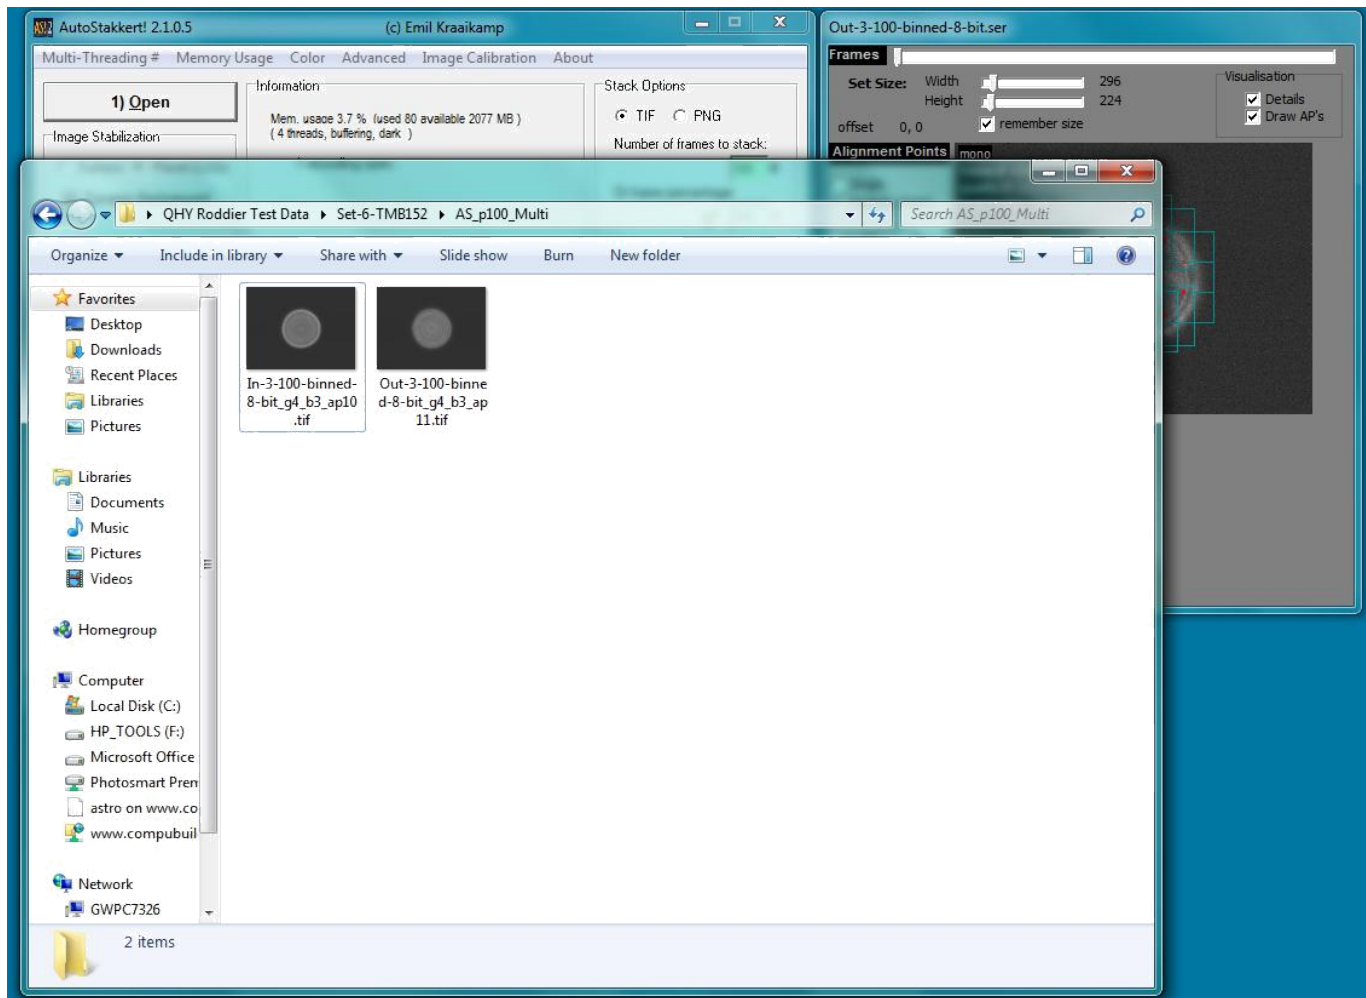 AutoStakkert! 2.1.0.5
(c) Emil Kraaikamp
Multi-Threading # Memory Usage Color Advanced Image Calibration About
1) Open
Image Stabilization
Information
Mem. usage 3.7 % (used 80 available 2077 MB )
( 4 threads, buffering, dark )
Stack Options
TIF PNG
Number of frames to stack:
Out-3-100-binned-8-bit.ser
Frames
Set Size: Width 296
Height 224
offset 0, 0 remember size
Visualisation
Details
Draw AP's
Alignment Points mono
QHY Roddier Test Data Set-6-TMB152 AS_p100_Multi
Search AS_p100_Multi
Organize Include in library Share with Slide show Burn New folder
Favorites
Desktop
Downloads
Recent Places
Libraries
Pictures
Libraries
Documents
Music
Pictures
Videos
Homegroup
Computer
Local Disk (C:)
HP_TOOLS (F:)
Microsoft Office
Photosmart Prem
astro on www.co
www.compubuil
Network
GWPC7326
In-3-100-binned-
8-bit_g4_b3_ap10
.tif
Out-3-100-binne
d-8-bit_g4_b3_ap
11.tif
2 items